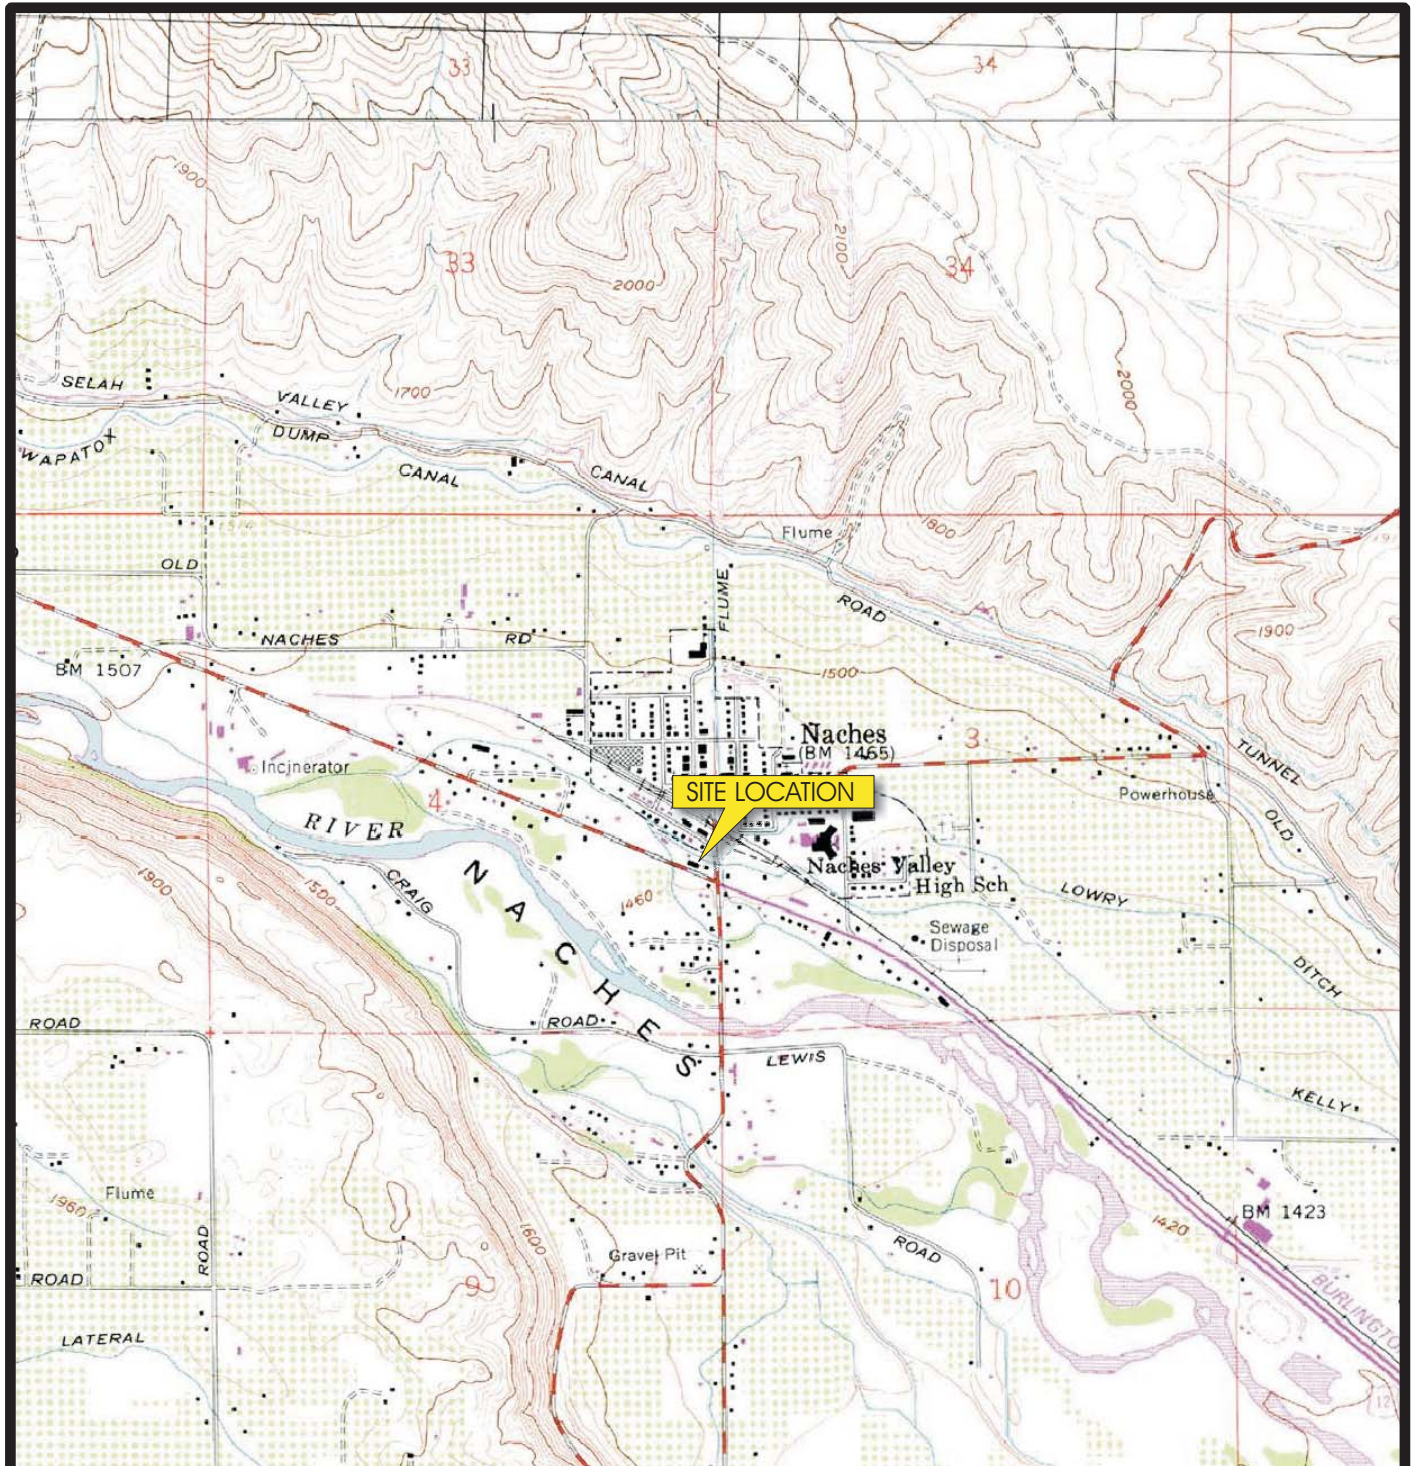 33
34
1900
2100
33
34
2000
SELAH
VALLEY
1700
2000
DUMP
WAPATOX
CANAL
CANAL
Flume
1800
OLD
FLUME
ROAD
NACHES
RD
1900
BM 1507
1500
Naches
(BM 1465)
3
TUNNEL
Incinerator
SITE LOCATION
Powerhouse
4
OLD
RIVER
NACHES
1900
1500
CRAIG
Naches Valley
High Sch
LOWRY
1460
Sewage
Disposal
DITCH
ROAD
ROAD
LEWIS
KELLY
1960
Flume
BM 1423
1420
ROAD
1600
Gravel Pit
ROAD
ROAD
9
10
BURLINGTO
LATERAL
12